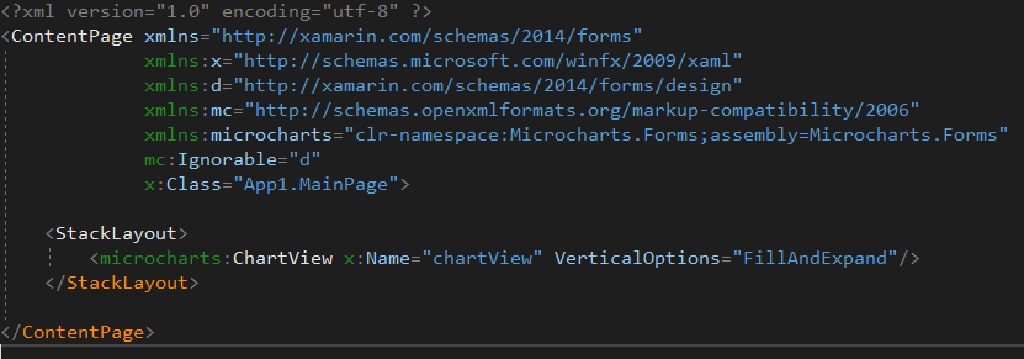 <?xml version="1.0" encoding="utf-8" ?>
<ContentPage xmlns="http://xamarin.com/schemas/2014/forms"
             xmlns:x="http://schemas.microsoft.com/winfx/2009/xaml"
             xmlns:d="http://xamarin.com/schemas/2014/forms/design"
             xmlns:mc="http://schemas.openxmlformats.org/markup-compatibility/2006"
             xmlns:microcharts="clr-namespace:Microcharts.Forms;assembly=Microcharts.Forms"
             mc:Ignorable="d"
             x:Class="App1.MainPage">

    <StackLayout>
        <microcharts:ChartView x:Name="chartView" VerticalOptions="FillAndExpand"/>
    </StackLayout>

</ContentPage>